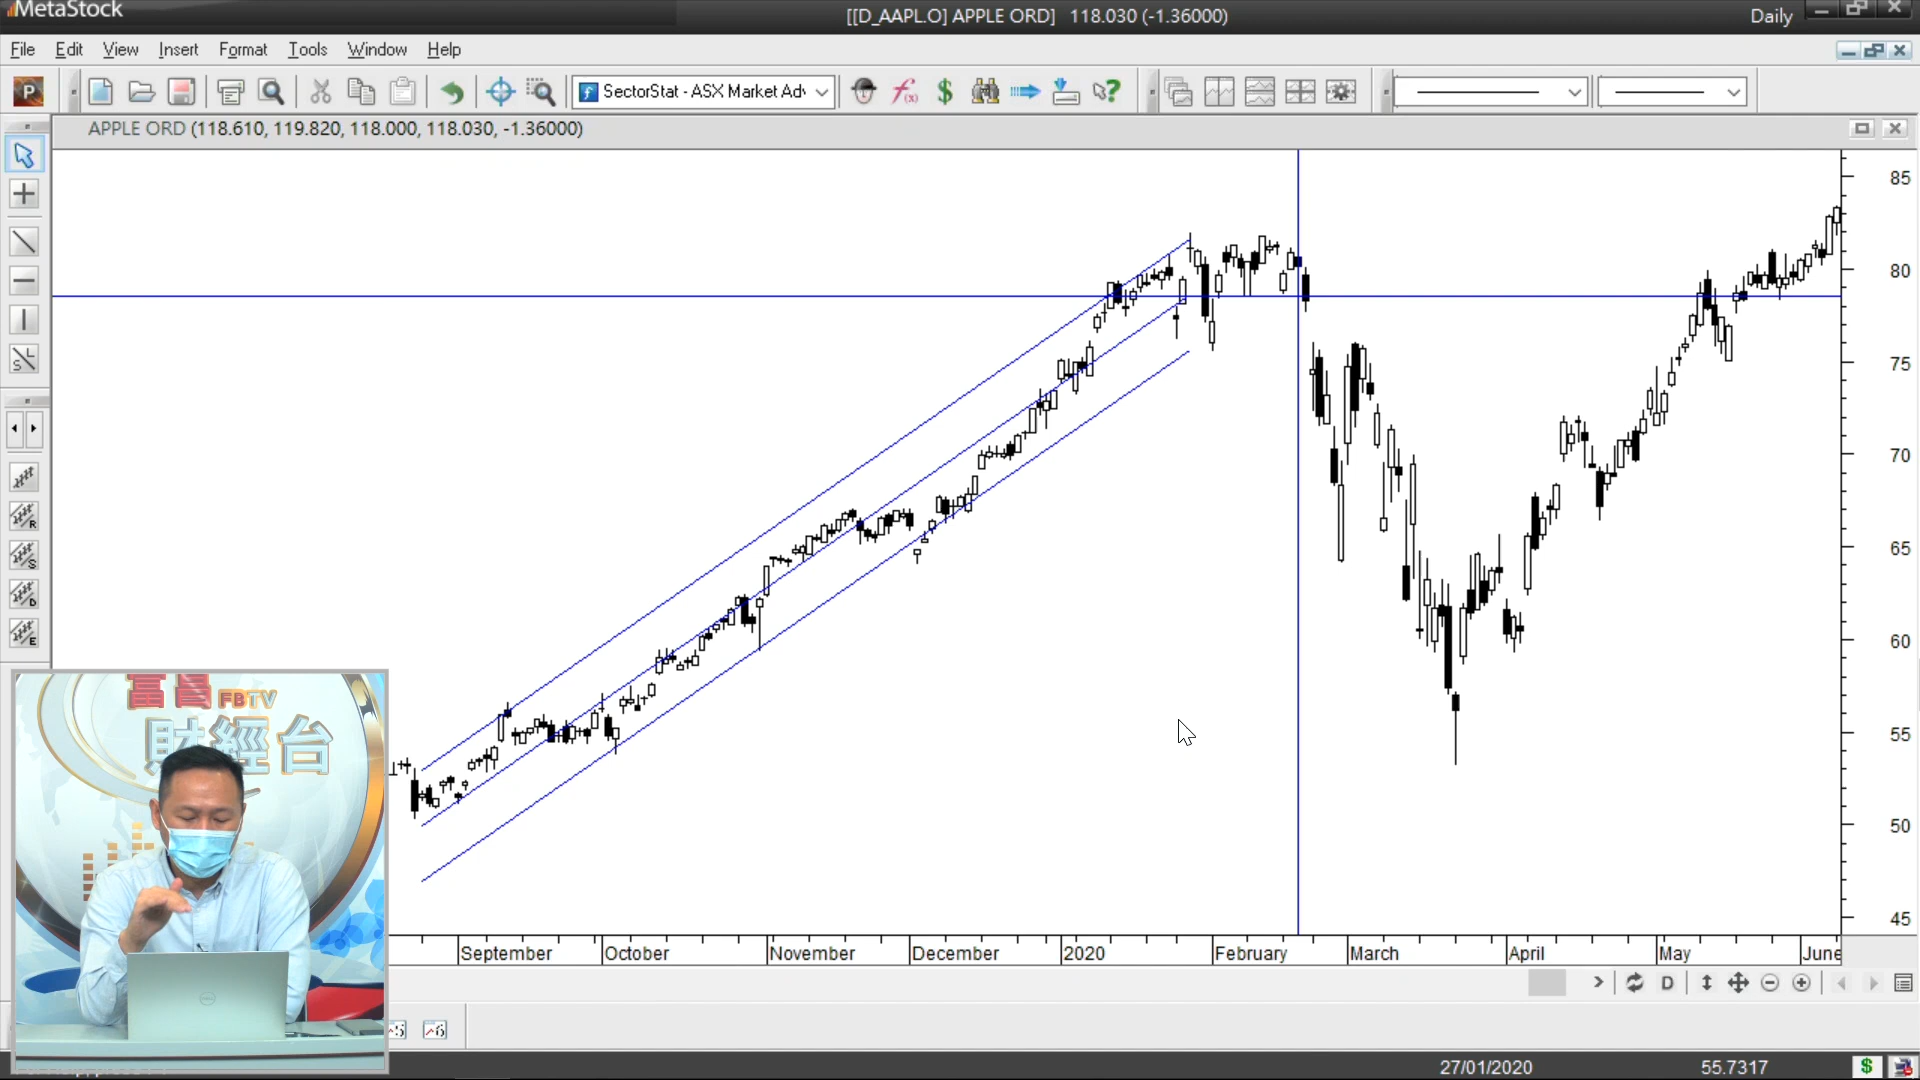 MetaStock
[[D_AAPL.O] APPLE ORD] 118.030 (-1.36000)
Daily
File Edit View Insert Format Tools Window Help
P
SectorStat - ASX Market Adv
APPLE ORD (118.610, 119.820, 118.000, 118.030, -1.36000)
85
80
75
70
65
60
55
50
45
富昌 FBTV
財經台
September October November December 2020 February March April May June
D
27/01/2020 55.7317